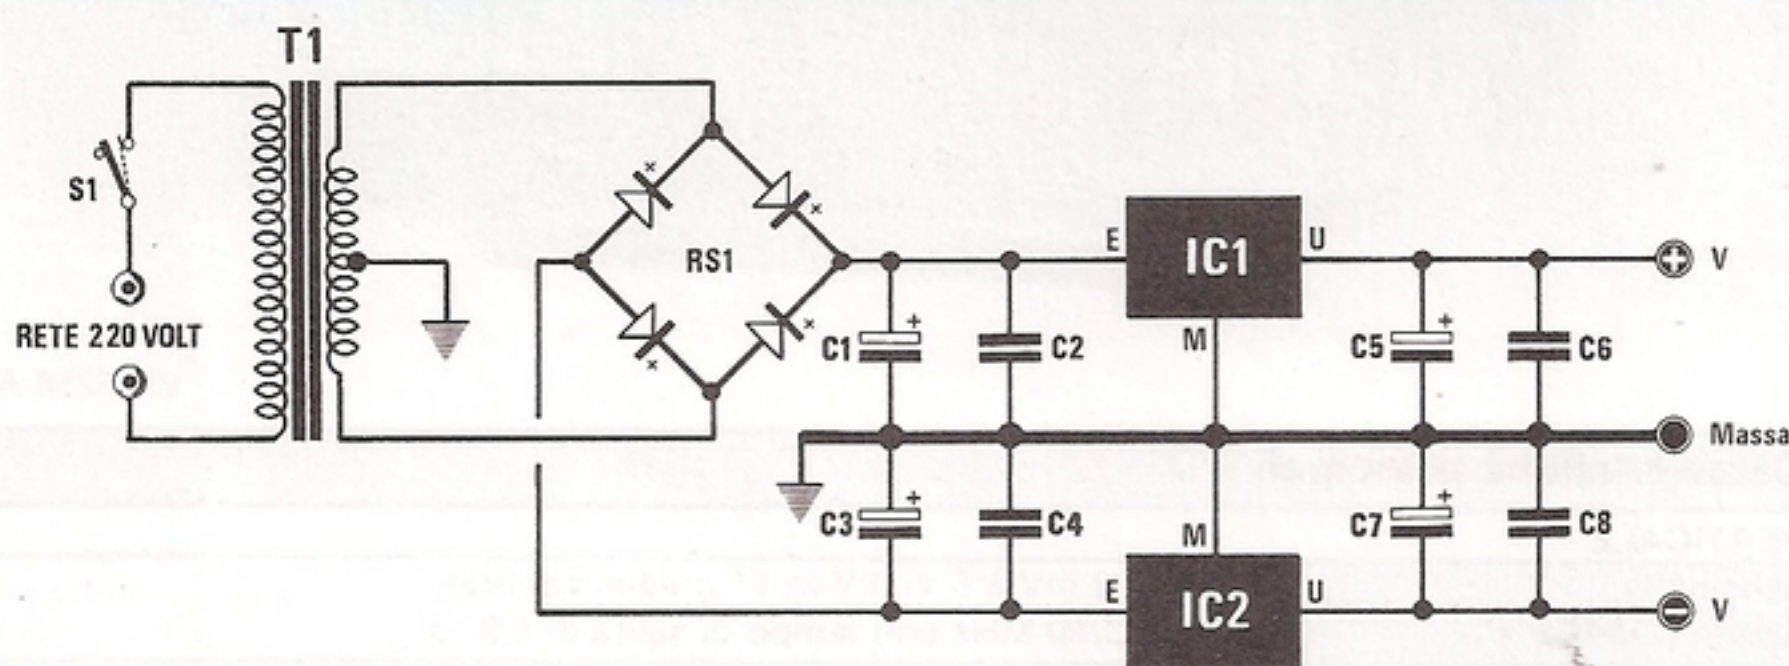 T1
S1
RETE 220 VOLT
RS1
E
IC1
U
V
C1
+
C2
M
C5
+
C6
Massa
C3
+
C4
M
C7
+
C8
E
IC2
U
V